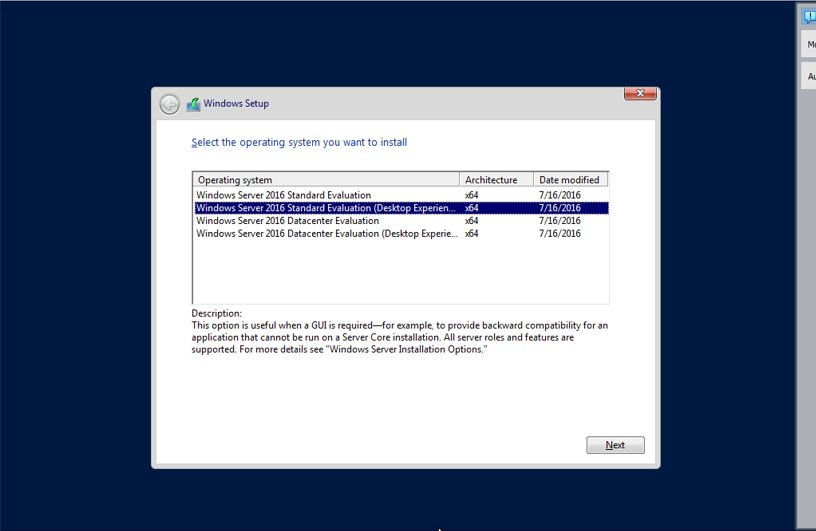 Windows Setup
Select the operating system you want to install
Operating system Architecture Date modified
Windows Server 2016 Standard Evaluation x64 7/16/2016
Windows Server 2016 Standard Evaluation (Desktop Experien... x64 7/16/2016
Windows Server 2016 Datacenter Evaluation x64 7/16/2016
Windows Server 2016 Datacenter Evaluation (Desktop Experie... x64 7/16/2016
Description:
This option is useful when a GUI is required—for example, to provide backward compatibility for an
application that cannot be run on a Server Core installation. All server roles and features are
supported. For more details see "Windows Server Installation Options."
Next